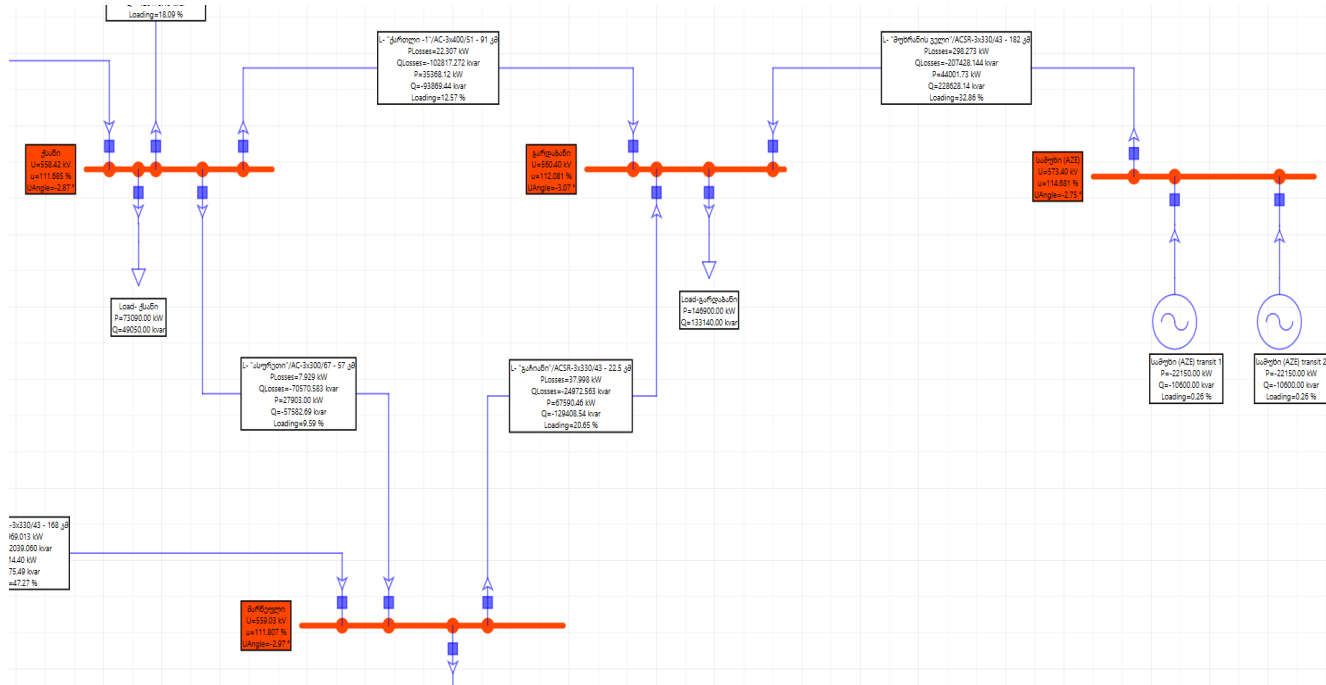 Loading=18.09 %
L- "ქართლი -1"/AC-3x400/51 - 91 კმ
PLosses=22.307 kW
QLosses=-102817.272 kvar
P=35368.12 kW
Q=-93869.44 kvar
Loading=12.57 %
L- "მუხრანის ველი"/ACSR-3x330/43 - 182 კმ
PLosses=298.273 kW
QLosses=-207428.144 kvar
P=44001.73 kW
Q=228628.14 kvar
Loading=32.86 %
ქსანი
U=558.42 kV
u=111.685 %
UAngle=-2.87 °
გარდაბანი
U=560.40 kV
u=112.081 %
UAngle=-3.07 °
სამუხი (AZE)
U=573.40 kV
u=114.681 %
UAngle=-2.75 °
Load- ქსანი
P=73090.00 kW
Q=49050.00 kvar
Load-გარდაბანი
P=146900.00 kW
Q=133140.00 kvar
L- "ასურეთი"/AC-3x300/67 - 57 კმ
PLosses=7.929 kW
QLosses=-70570.583 kvar
P=27903.00 kW
Q=-57582.69 kvar
Loading=9.59 %
L- "გაჩიანი"/ACSR-3x330/43 - 22.5 კმ
PLosses=37.998 kW
QLosses=-24972.563 kvar
P=67590.46 kW
Q=-129408.54 kvar
Loading=20.65 %
სამუხი (AZE) transit 1
P=-22150.00 kW
Q=-10600.00 kvar
Loading=0.26 %
სამუხი (AZE) transit 2
P=-22150.00 kW
Q=-10600.00 kvar
Loading=0.26 %
-3x330/43 - 168 კმ
969.013 kW
2039.060 kvar
14.40 kW
75.49 kvar
=47.27 %
მარნეული
U=559.03 kV
u=111.807 %
UAngle=-2.97 °